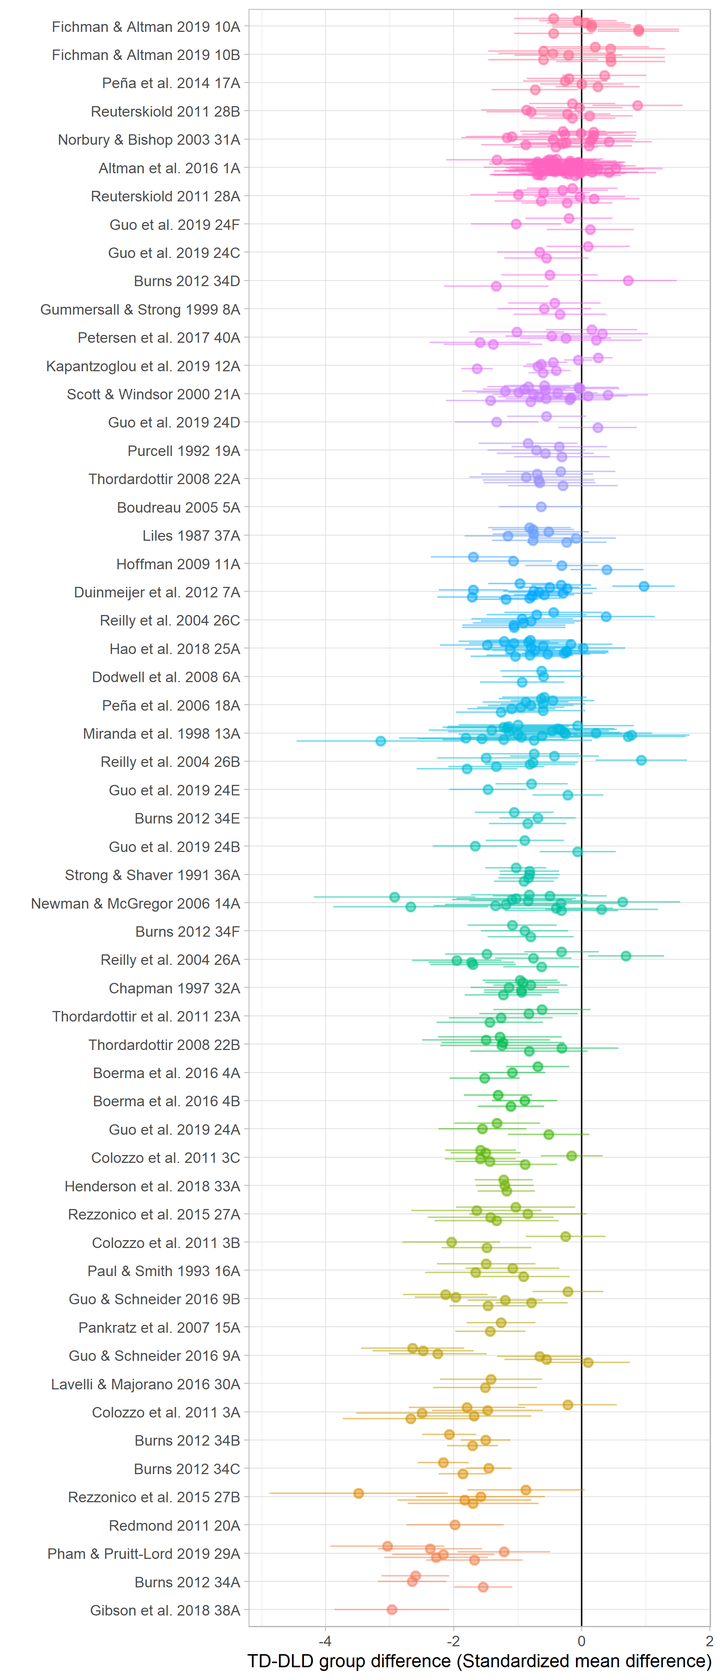 Fichman & Altman 2019 10A
Fichman & Altman 2019 10B
Peña et al. 2014 17A
Reuterskiold 2011 28B
Norbury & Bishop 2003 31A
Altman et al. 2016 1A
Reuterskiold 2011 28A
Guo et al. 2019 24F
Guo et al. 2019 24C
Burns 2012 34D
Gummersall & Strong 1999 8A
Petersen et al. 2017 40A
Kapantzoglou et al. 2019 12A
Scott & Windsor 2000 21A
Guo et al. 2019 24D
Purcell 1992 19A
Thordardottir 2008 22A
Boudreau 2005 5A
Liles 1987 37A
Hoffman 2009 11A
Duinmeijer et al. 2012 7A
Reilly et al. 2004 26C
Hao et al. 2018 25A
Dodwell et al. 2008 6A
Peña et al. 2006 18A
Miranda et al. 1998 13A
Reilly et al. 2004 26B
Guo et al. 2019 24E
Burns 2012 34E
Guo et al. 2019 24B
Strong & Shaver 1991 36A
Newman & McGregor 2006 14A
Burns 2012 34F
Reilly et al. 2004 26A
Chapman 1997 32A
Thordardottir et al. 2011 23A
Thordardottir 2008 22B
Boerma et al. 2016 4A
Boerma et al. 2016 4B
Guo et al. 2019 24A
Colozzo et al. 2011 3C
Henderson et al. 2018 33A
Rezzonico et al. 2015 27A
Colozzo et al. 2011 3B
Paul & Smith 1993 16A
Guo & Schneider 2016 9B
Pankratz et al. 2007 15A
Guo & Schneider 2016 9A
Lavelli & Majorano 2016 30A
Colozzo et al. 2011 3A
Burns 2012 34B
Burns 2012 34C
Rezzonico et al. 2015 27B
Redmond 2011 20A
Pham & Pruitt-Lord 2019 29A
Burns 2012 34A
Gibson et al. 2018 38A
-4 -2 0 2
TD-DLD group difference (Standardized mean difference)